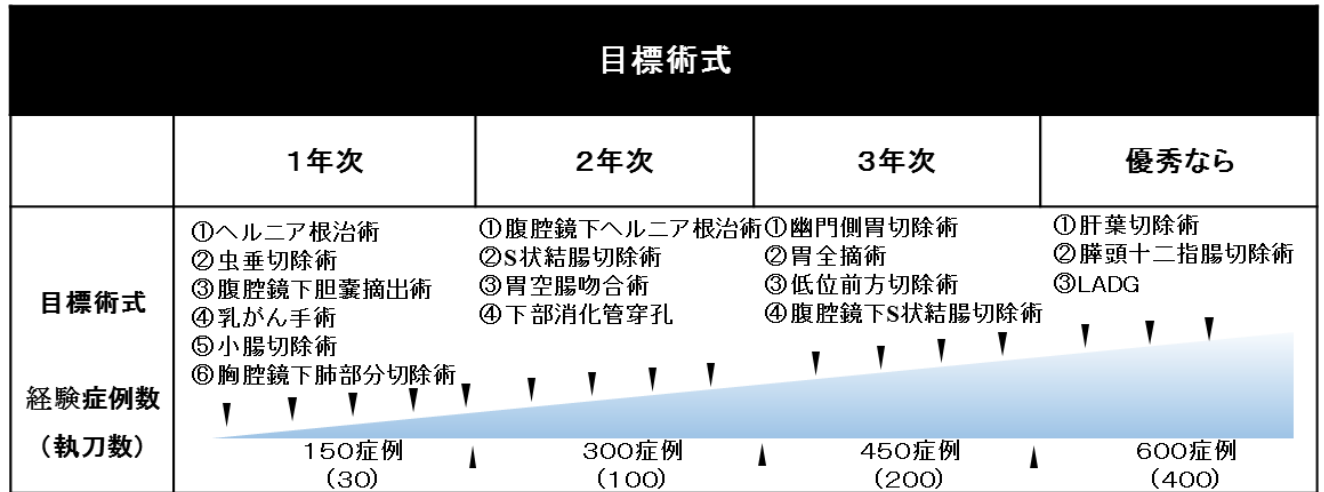 目標術式
1年次
2年次
3年次
優秀なら
目標術式
経験症例数
(執刀数)
①ヘルニア根治術
②虫垂切除術
③腹腔鏡下胆嚢摘出術
④乳がん手術
⑤小腸切除術
⑥胸腔鏡下肺部分切除術
①腹腔鏡下ヘルニア根治術
②S状結腸切除術
③胃空腸吻合術
④下部消化管穿孔
①幽門側胃切除術
②胃全摘術
③低位前方切除術
④腹腔鏡下S状結腸切除術
①肝葉切除術
②膵頭十二指腸切除術
③LADG
150症例
(30)
300症例
(100)
450症例
(200)
600症例
(400)